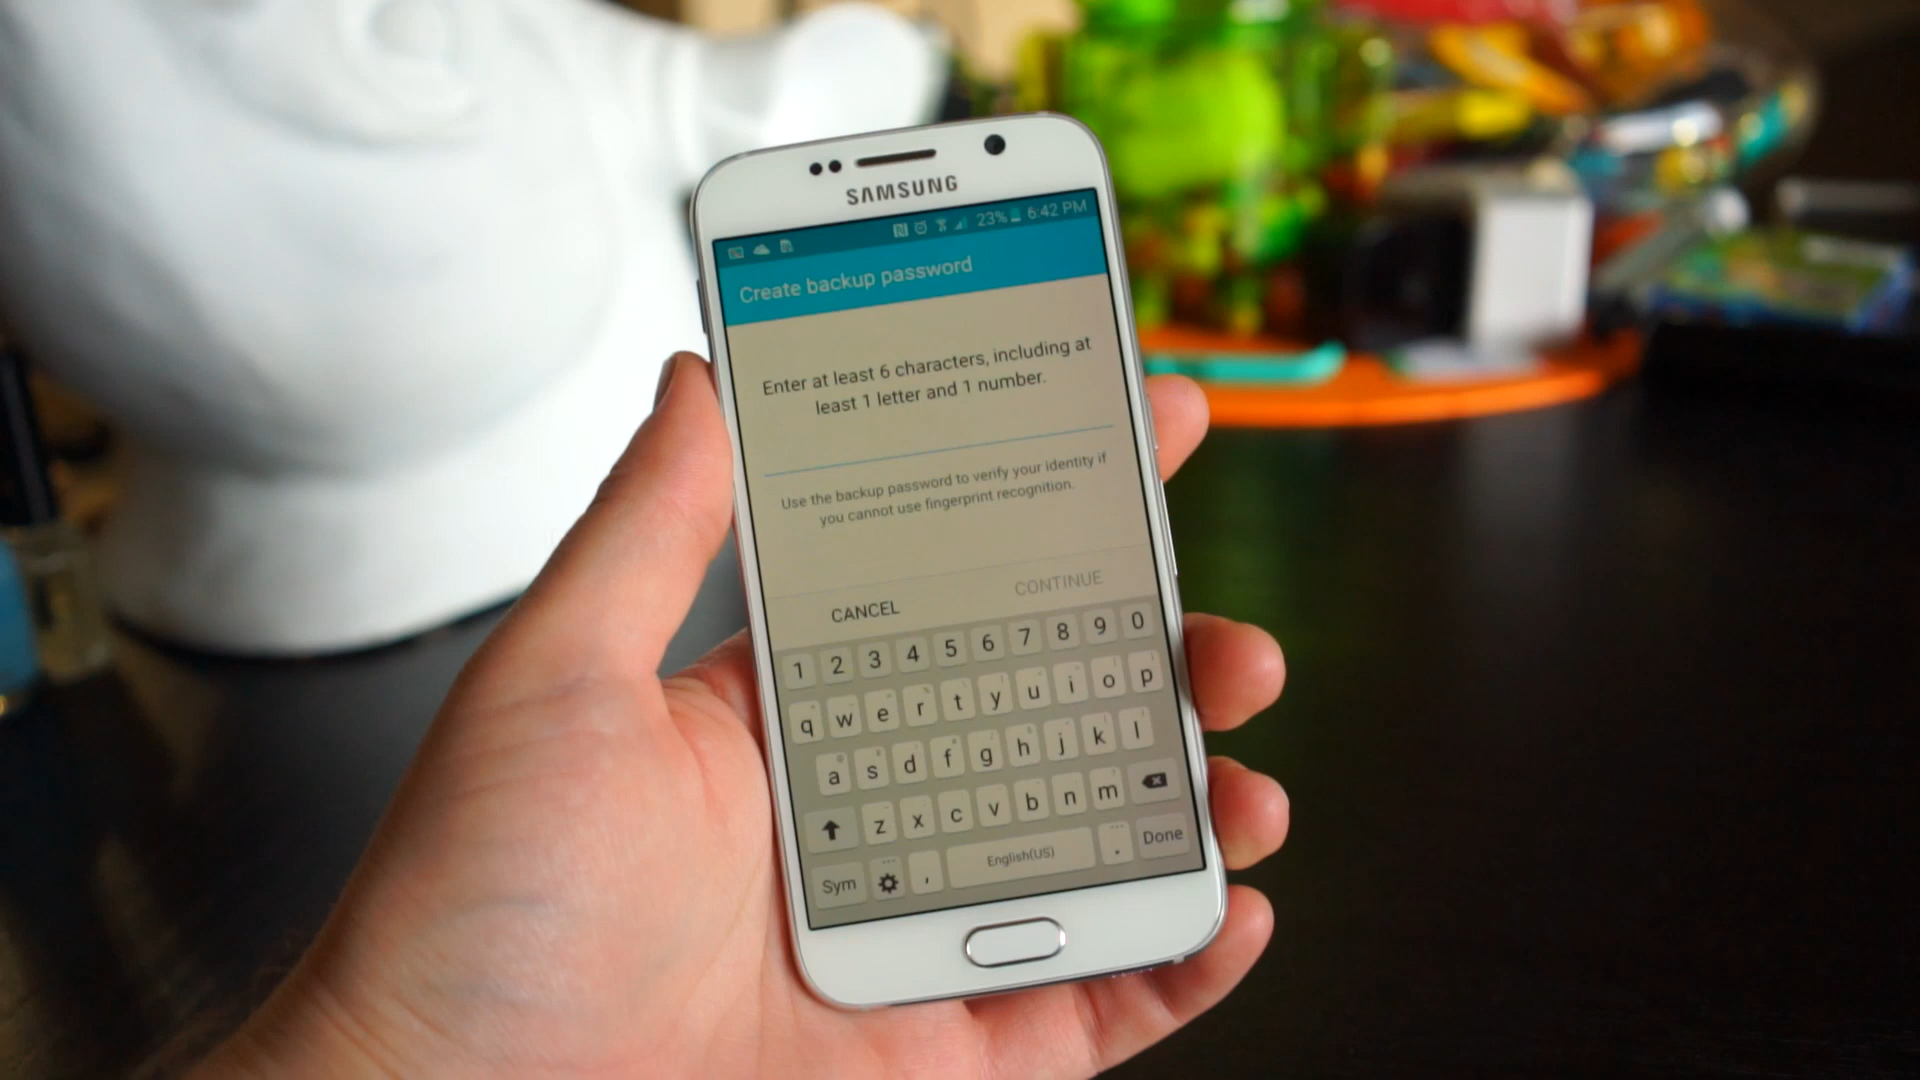 SAMSUNG
23% 6:42 PM
Create backup password
Enter at least 6 characters, including at
least 1 letter and 1 number.
Use the backup password to verify your identity if
you cannot use fingerprint recognition.
CANCEL CONTINUE
1 2 3 4 5 6 7 8 9 0
q w e r t y u i o p
a s d f g h j k l
z x c v b n m
Sym , English(US) . Done